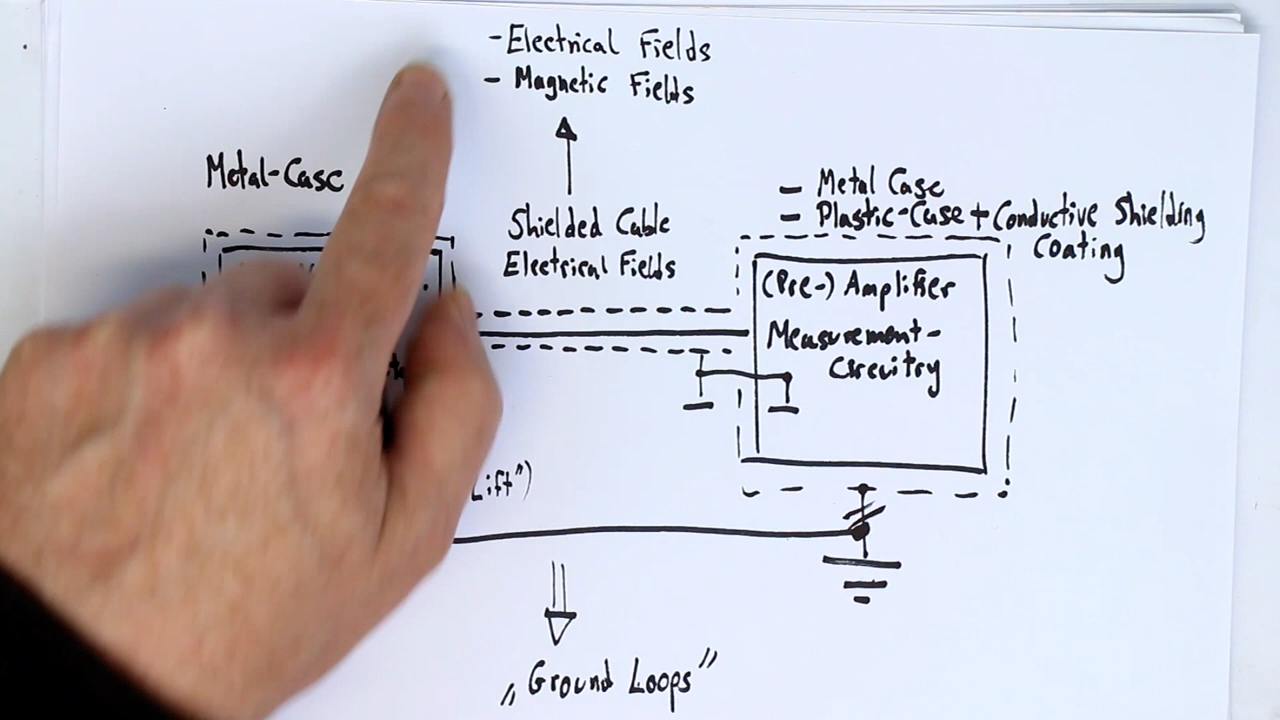 - Electrical Fields
- Magnetic Fields
Metal-Case
Shielded Cable
Electrical Fields
- Metal Case
- Plastic-Case + Conductive Shielding
Coating
(Pre-) Amplifier
Measurement-
Circuitry
Lift")
„Ground Loops”